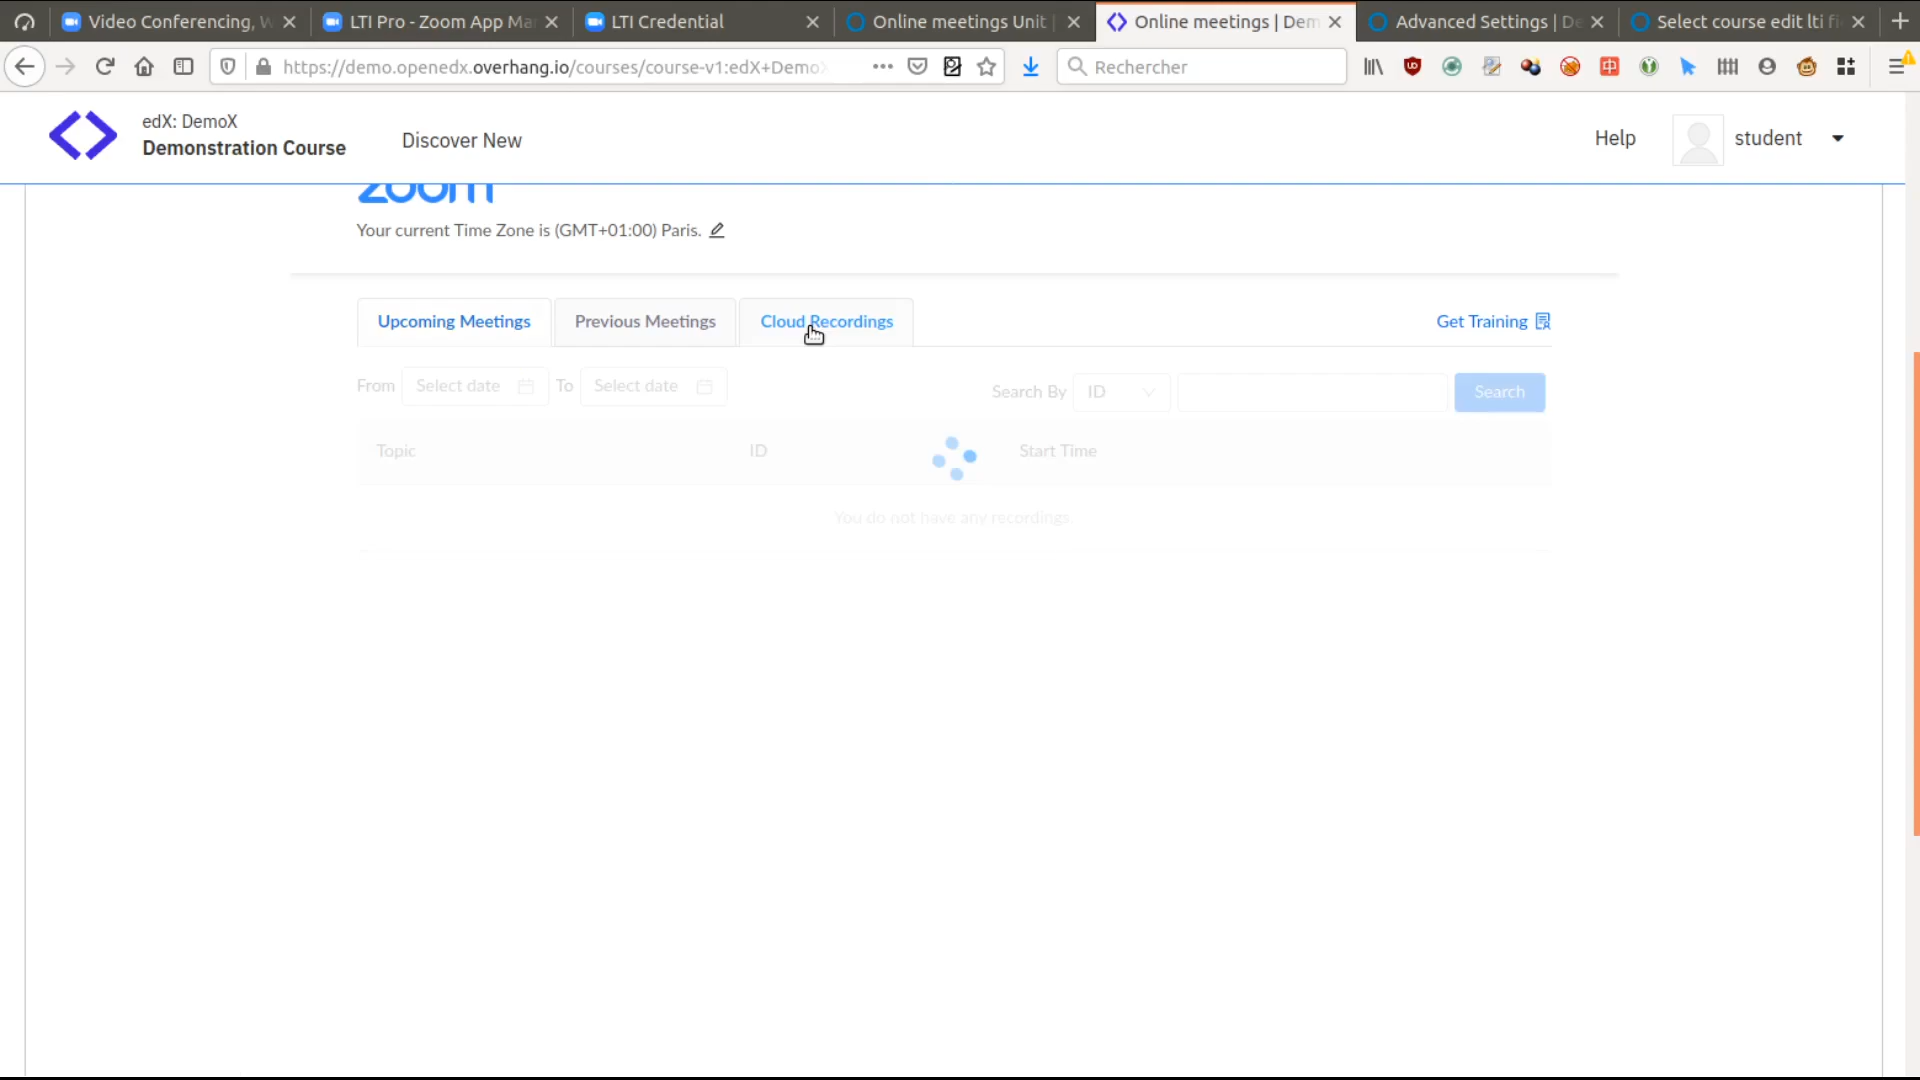 Video Conferencing, W
LTI Pro - Zoom App Ma
LTI Credential
Online meetings Unit
Online meetings | Dem
Advanced Settings | De
Select course edit lti fi
https://demo.openedx.overhang.io/courses/course-v1:edX+Demo
Rechercher
edX: DemoX
Demonstration Course
Discover New
Help
student
zoom
Your current Time Zone is (GMT+01:00) Paris.
Upcoming Meetings
Previous Meetings
Cloud Recordings
Get Training
From Select date To Select date
Search By ID
Search
Topic ID Start Time
You do not have any recordings